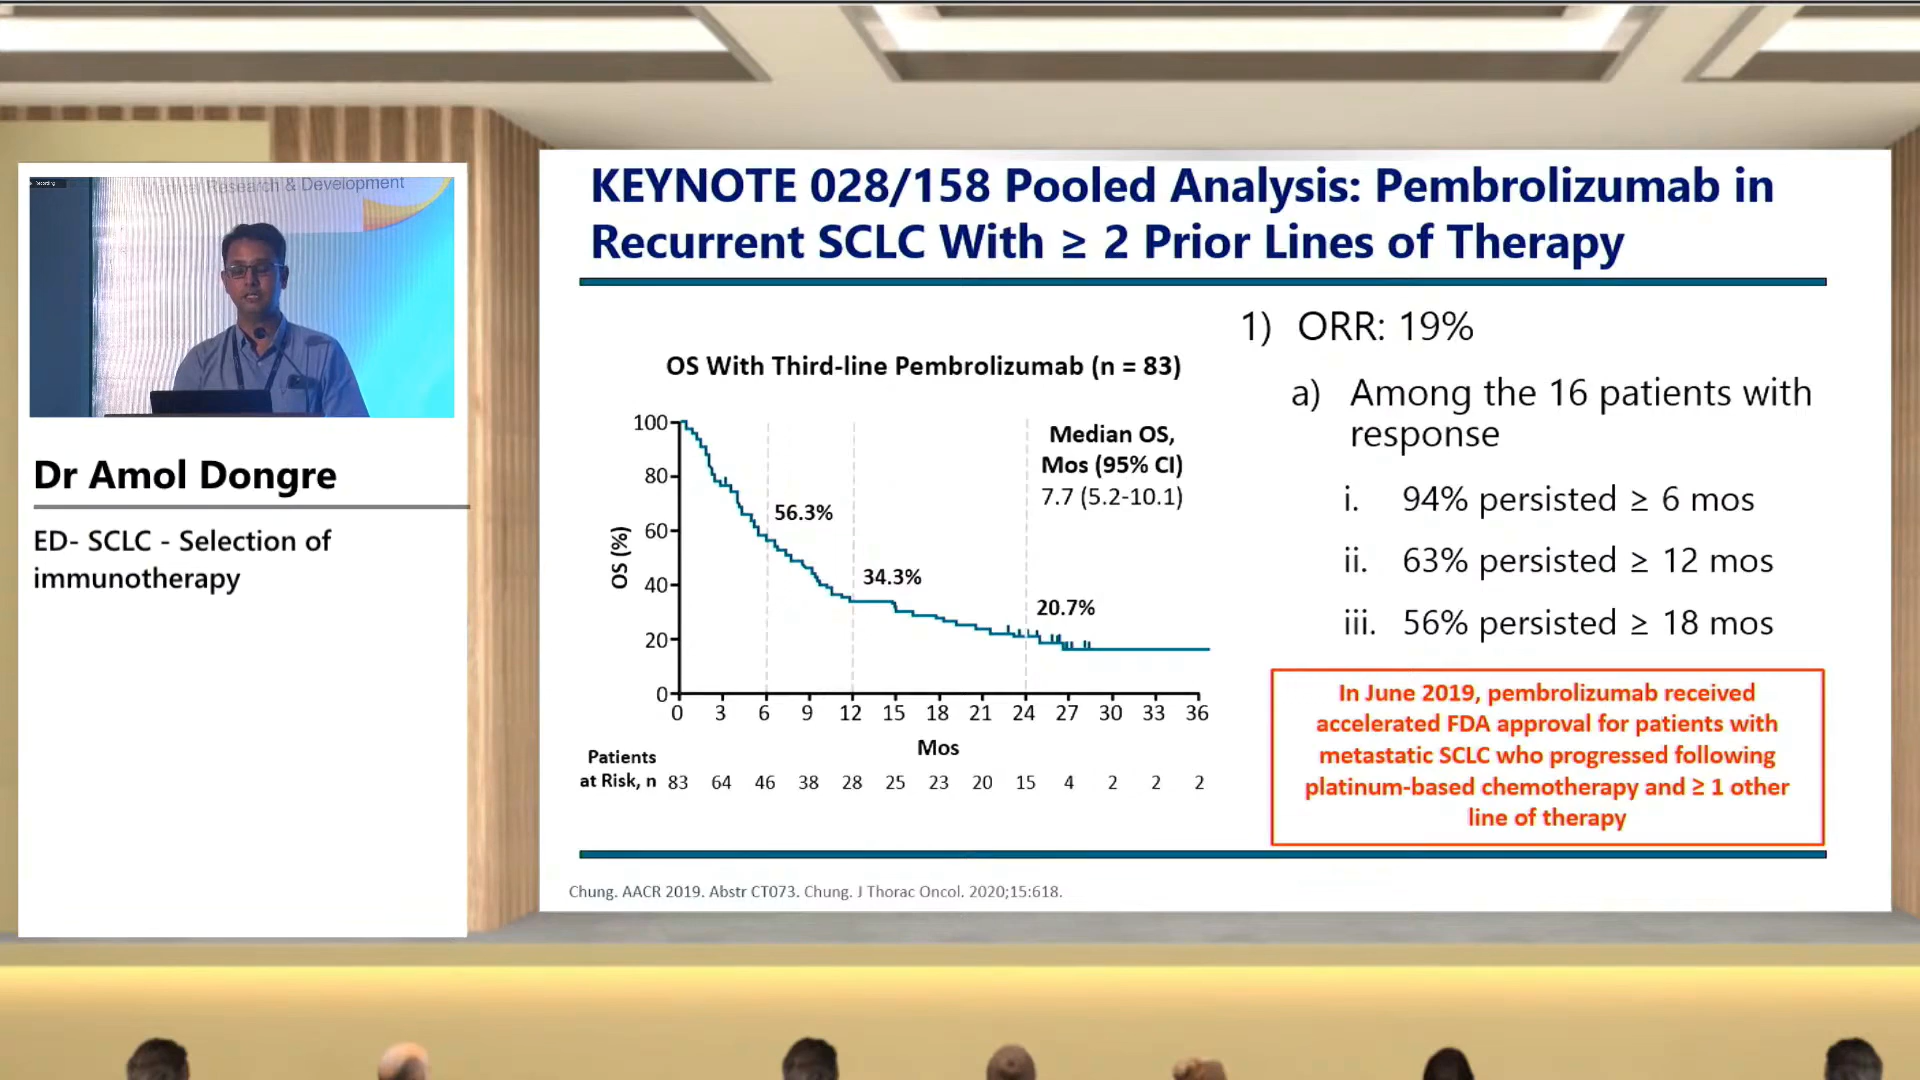 Recording
Research & Development
Dr Amol Dongre
ED- SCLC - Selection of
immunotherapy
KEYNOTE 028/158 Pooled Analysis: Pembrolizumab in
Recurrent SCLC With ≥ 2 Prior Lines of Therapy
OS With Third-line Pembrolizumab (n = 83)
Median OS,
Mos (95% CI)
7.7 (5.2-10.1)
OS (%)
100
80
60
40
20
0
56.3%
34.3%
20.7%
0 3 6 9 12 15 18 21 24 27 30 33 36
Mos
Patients
at Risk, n 83 64 46 38 28 25 23 20 15 4 2 2 2
1) ORR: 19%
a) Among the 16 patients with
response
i. 94% persisted ≥ 6 mos
ii. 63% persisted ≥ 12 mos
iii. 56% persisted ≥ 18 mos
In June 2019, pembrolizumab received
accelerated FDA approval for patients with
metastatic SCLC who progressed following
platinum-based chemotherapy and ≥ 1 other
line of therapy
Chung. AACR 2019. Abstr CT073. Chung. J Thorac Oncol. 2020;15:618.